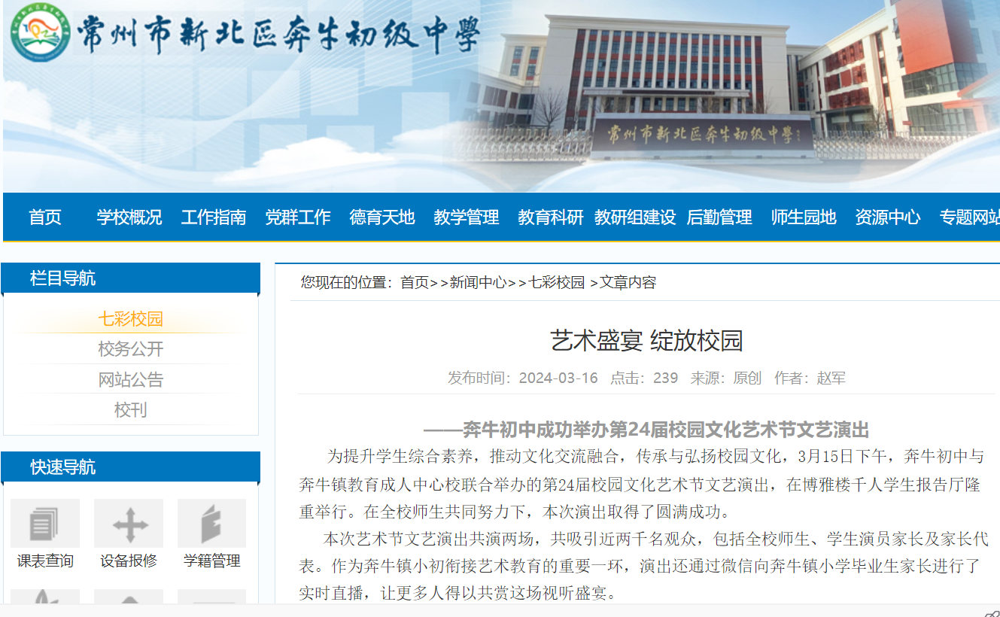 常州市新北區奔牛初级中學
常州市新北區奔牛初级中學
首页 学校概况 工作指南 党群工作 德育天地 教学管理 教育科研 教研组建设 后勤管理 师生园地 资源中心 专题网站
栏目导航
七彩校园
校务公开
网站公告
校刊
快速导航
课表查询 设备报修 学籍管理
您现在的位置：首页>>新闻中心>>七彩校园 >文章内容
艺术盛宴 绽放校园
发布时间：2024-03-16 点击：239 来源：原创 作者：赵军
——奔牛初中成功举办第24届校园文化艺术节文艺演出
为提升学生综合素养，推动文化交流融合，传承与弘扬校园文化，3月15日下午，奔牛初中与
奔牛镇教育成人中心校联合举办的第24届校园文化艺术节文艺演出，在博雅楼千人学生报告厅隆
重举行。在全校师生共同努力下，本次演出取得了圆满成功。
本次艺术节文艺演出共演两场，共吸引近两千名观众，包括全校师生、学生演员家长及家长代
表。作为奔牛镇小初衔接艺术教育的重要一环，演出还通过微信向奔牛镇小学毕业生家长进行了
实时直播，让更多人得以共赏这场视听盛宴。